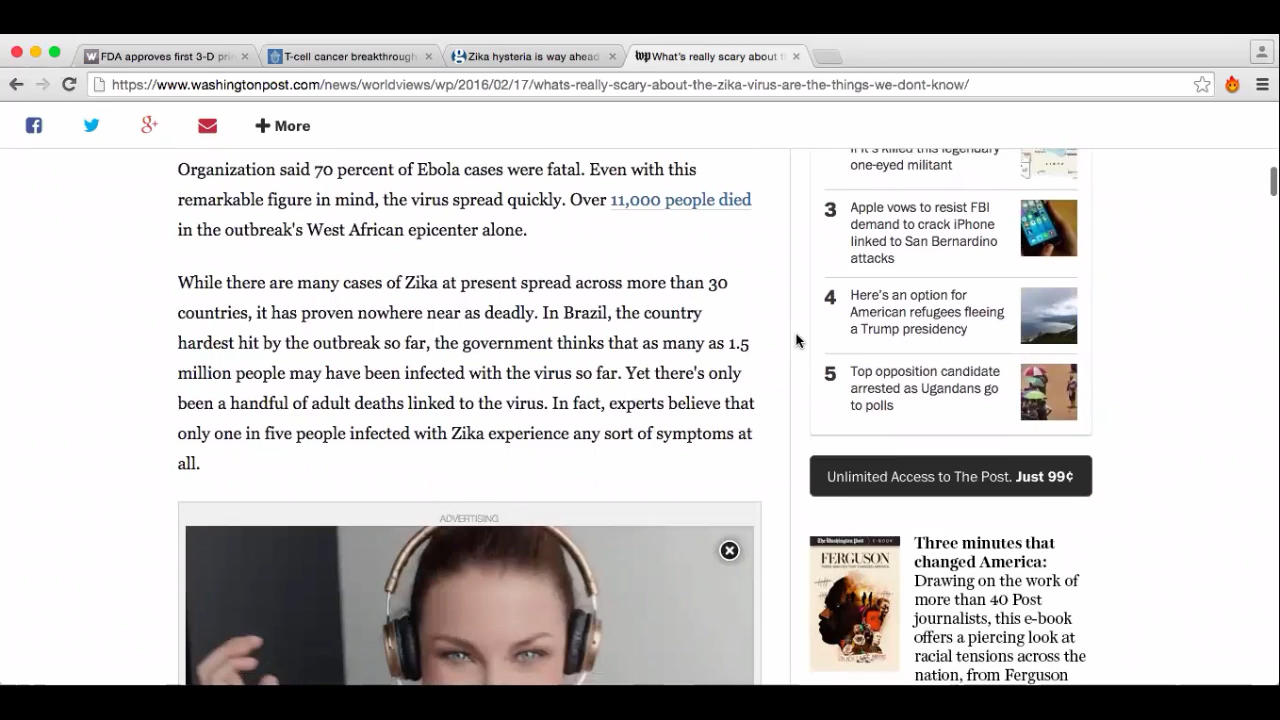 FDA approves first 3-D prin
T-cell cancer breakthrough
Zika hysteria is way ahead
wp What's really scary about t
https://www.washingtonpost.com/news/worldviews/wp/2016/02/17/whats-really-scary-about-the-zika-virus-are-the-things-we-dont-know/
More
Organization said 70 percent of Ebola cases were fatal. Even with this
remarkable figure in mind, the virus spread quickly. Over 11,000 people died
in the outbreak's West African epicenter alone.
While there are many cases of Zika at present spread across more than 30
countries, it has proven nowhere near as deadly. In Brazil, the country
hardest hit by the outbreak so far, the government thinks that as many as 1.5
million people may have been infected with the virus so far. Yet there's only
been a handful of adult deaths linked to the virus. In fact, experts believe that
only one in five people infected with Zika experience any sort of symptoms at
all.
ADVERTISING
if it's killed this legendary
one-eyed militant
3
Apple vows to resist FBI
demand to crack iPhone
linked to San Bernardino
attacks
4
Here's an option for
American refugees fleeing
a Trump presidency
5
Top opposition candidate
arrested as Ugandans go
to polls
Unlimited Access to The Post. Just 99¢
The Washington Post
E-BOOK
FERGUSON
Three minutes that
changed America:
Drawing on the work of
more than 40 Post
journalists, this e-book
offers a piercing look at
racial tensions across the
nation, from Ferguson